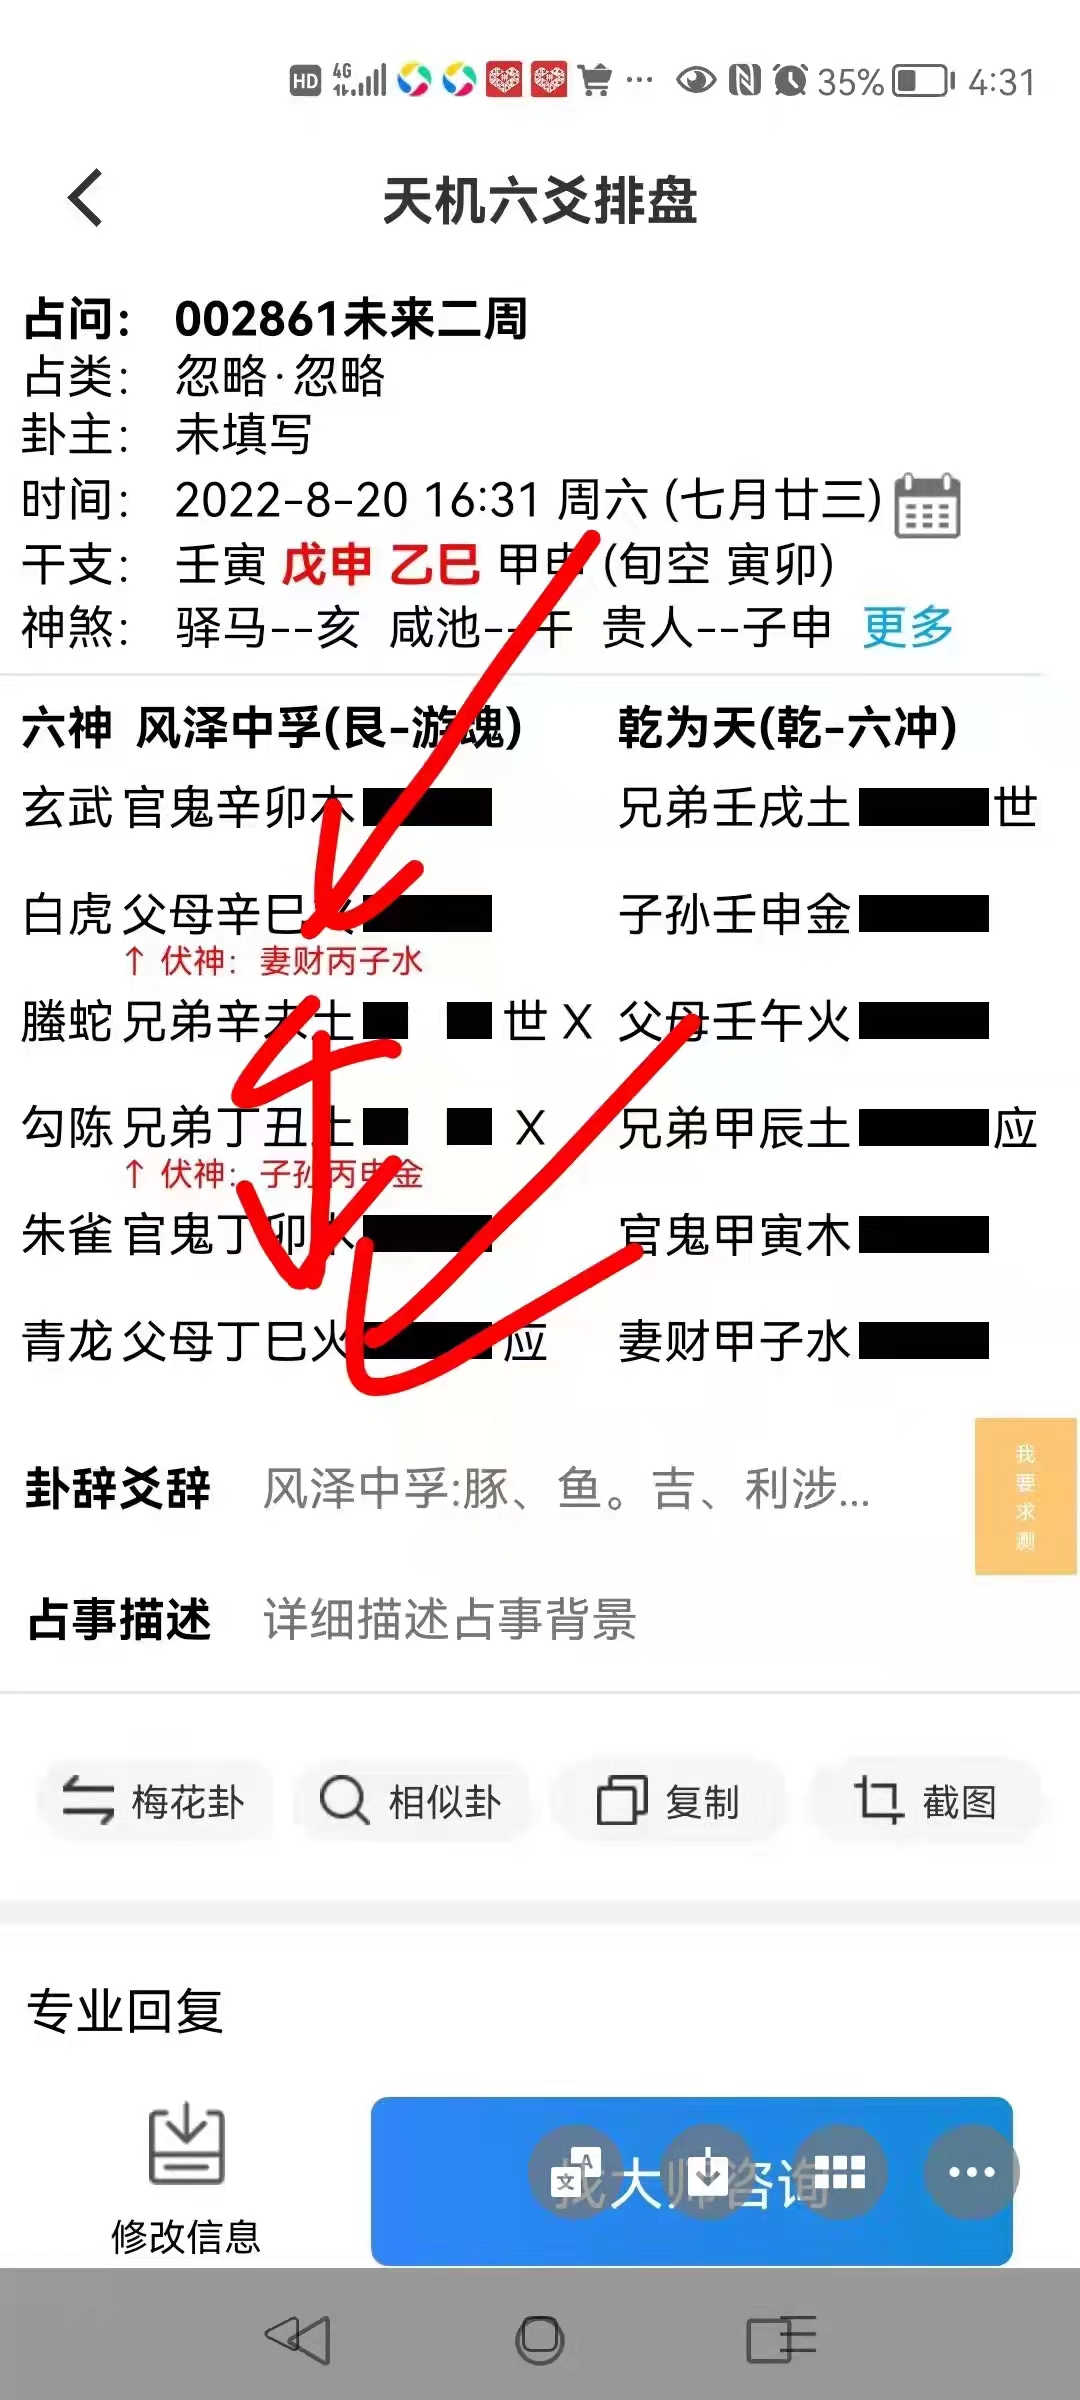 HD 4G 35% 4:31
天机六爻排盘
占问： 002861未来二周
占类： 忽略·忽略
卦主： 未填写
时间： 2022-8-20 16:31 周六 (七月廿三)
干支： 壬寅 戊申 乙巳 甲申 (旬空 寅卯)
神煞： 驿马--亥 咸池--午 贵人--子申 更多
六神 风泽中孚(艮-游魂) 乾为天(乾-六冲)
玄武 官鬼辛卯木 兄弟壬戌土 世
白虎 父母辛巳火 子孙壬申金
↑ 伏神：妻财丙子水
螣蛇 兄弟辛未土 世 X 父母壬午火
勾陈 兄弟丁丑土 X 兄弟甲辰土 应
↑ 伏神：子孙丙申金
朱雀 官鬼丁卯木 官鬼甲寅木
青龙 父母丁巳火 应 妻财甲子水
卦辞爻辞 风泽中孚:豚、鱼。吉、利涉...
我要求测
占事描述 详细描述占事背景
梅花卦 相似卦 复制 截图
专业回复
修改信息
找大师咨询